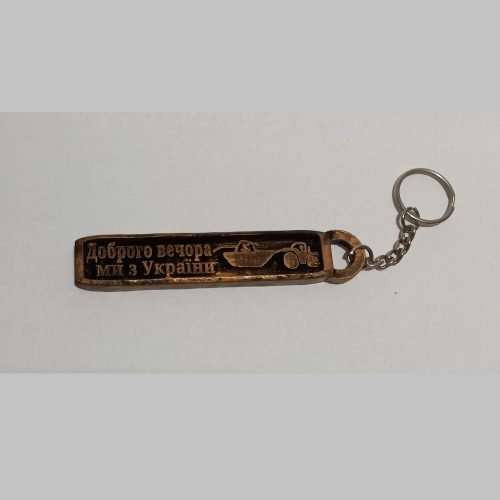 Доброго вечора
ми з України